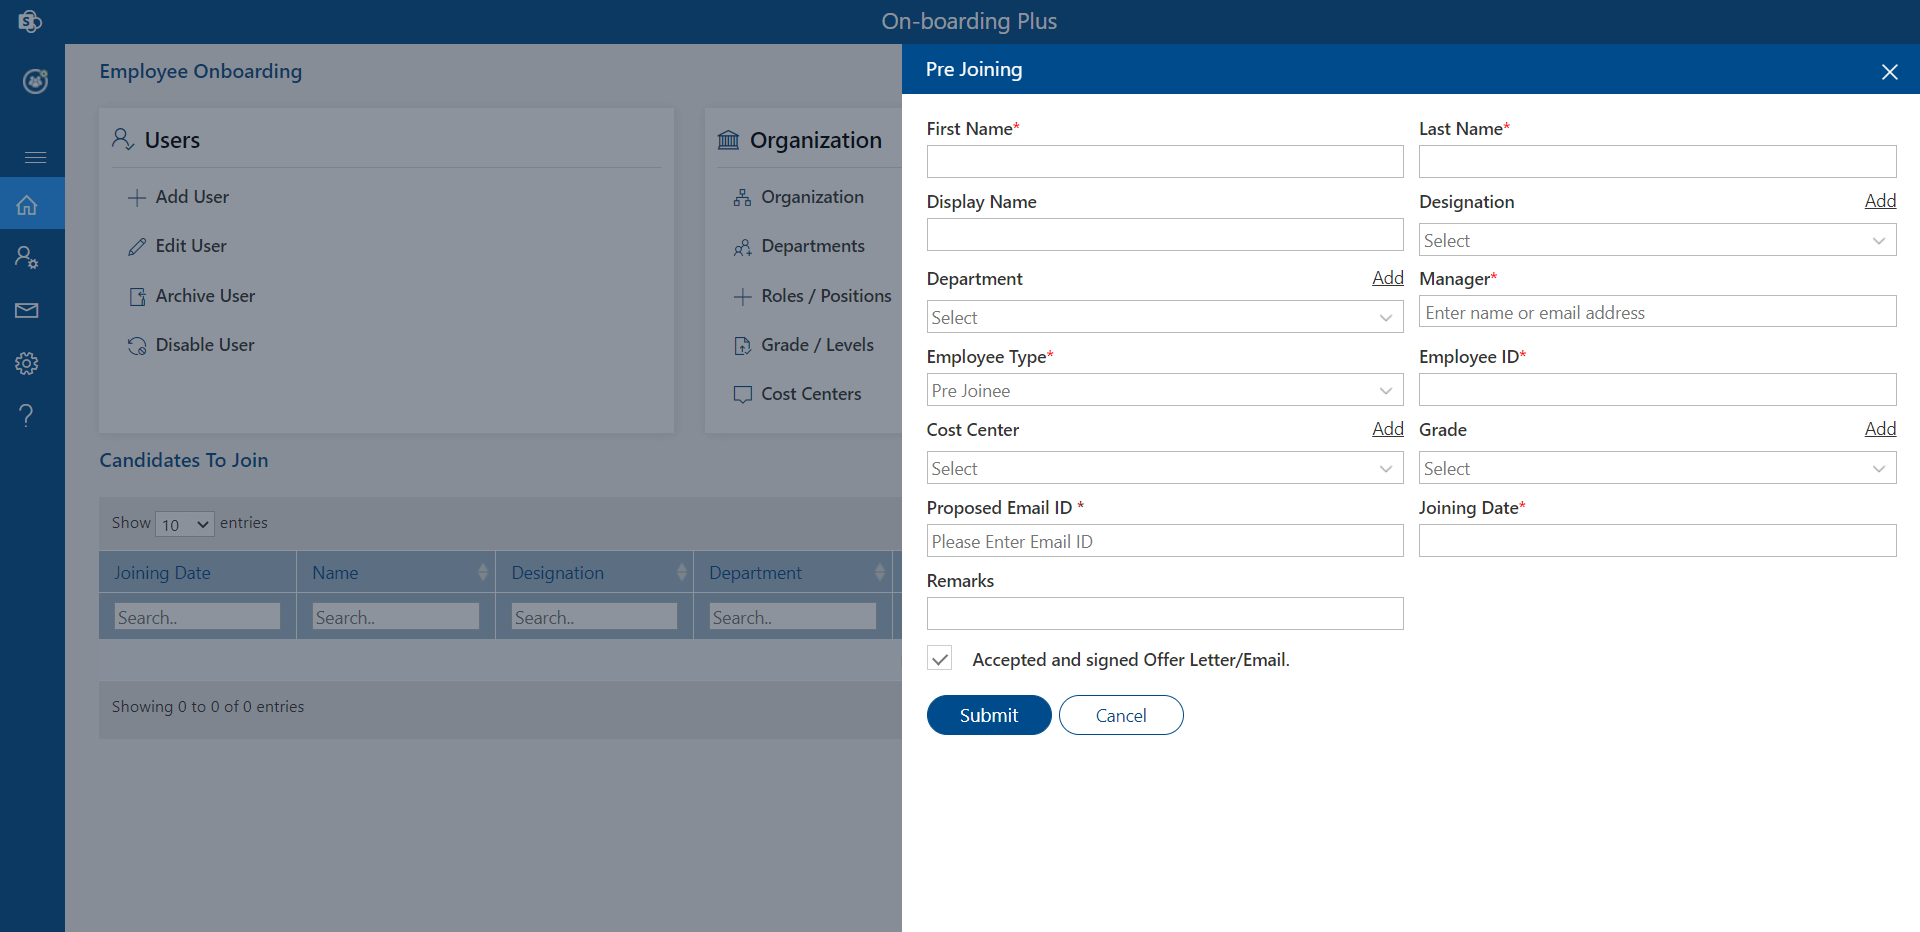 On-boarding Plus
Employee Onboarding
Users
Add User
Edit User
Archive User
Disable User
Organization
Organization
Departments
Roles / Positions
Grade / Levels
Cost Centers
Candidates To Join
Show 10 entries
Joining Date Name Designation Department
Search.. Search.. Search.. Search..
Showing 0 to 0 of 0 entries
Pre Joining
First Name* Last Name*
Display Name Designation Add
Select
Department Add Manager*
Select Enter name or email address
Employee Type* Employee ID*
Pre Joinee
Cost Center Add Grade Add
Select Select
Proposed Email ID * Joining Date*
Please Enter Email ID
Remarks
Accepted and signed Offer Letter/Email.
Submit Cancel